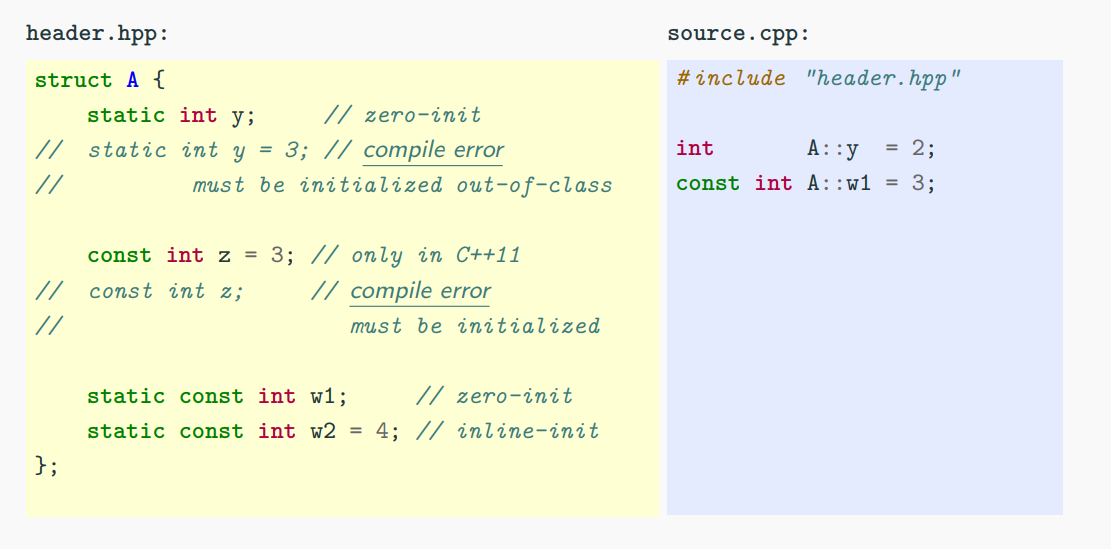 header.hpp:
struct A {
    static int y;     // zero-init
//  static int y = 3; // compile error
//          must be initialized out-of-class
    const int z = 3; // only in C++11
//  const int z;     // compile error
//                      must be initialized
    static const int w1;     // zero-init
    static const int w2 = 4; // inline-init
};
source.cpp:
#include "header.hpp"
int       A::y  = 2;
const int A::w1 = 3;